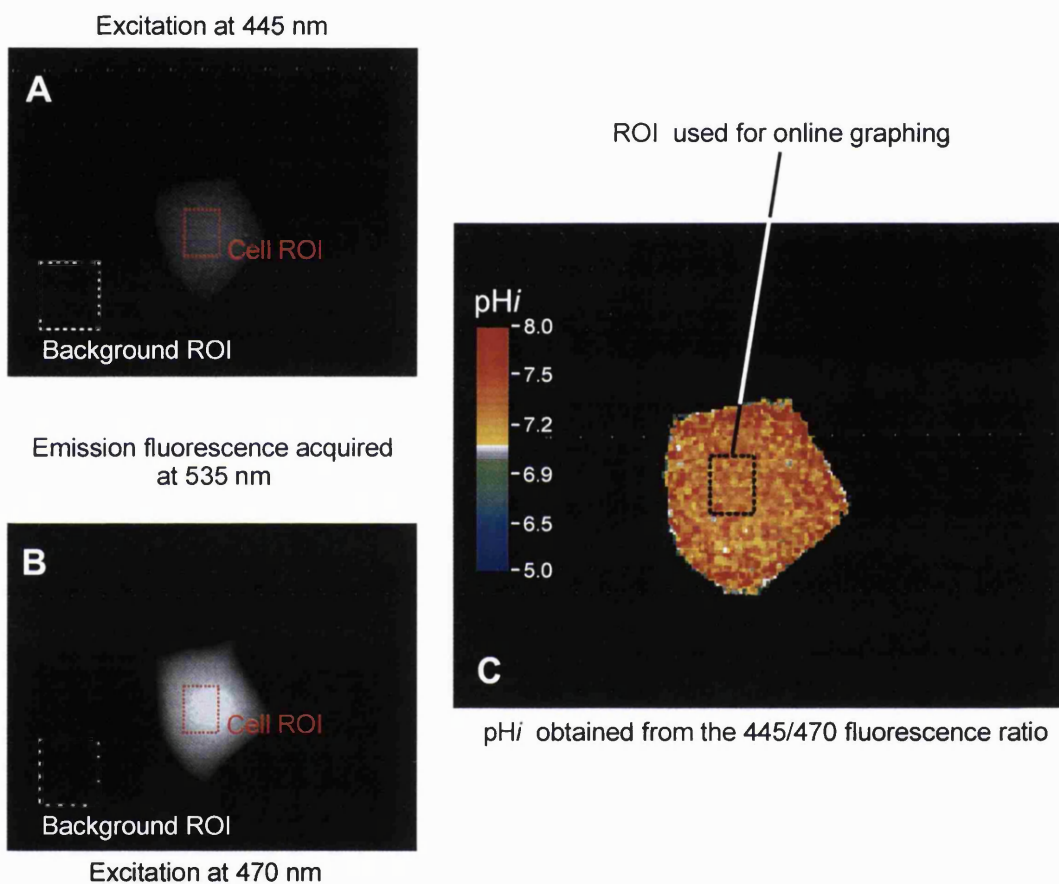 Excitation at 445 nm
A
Cell ROI
Background ROI
Emission fluorescence acquired
at 535 nm
B
Cell ROI
Background ROI
Excitation at 470 nm
ROI used for online graphing
pHi
8.0
7.5
7.2
6.9
6.5
5.0
C
pHi obtained from the 445/470 fluorescence ratio